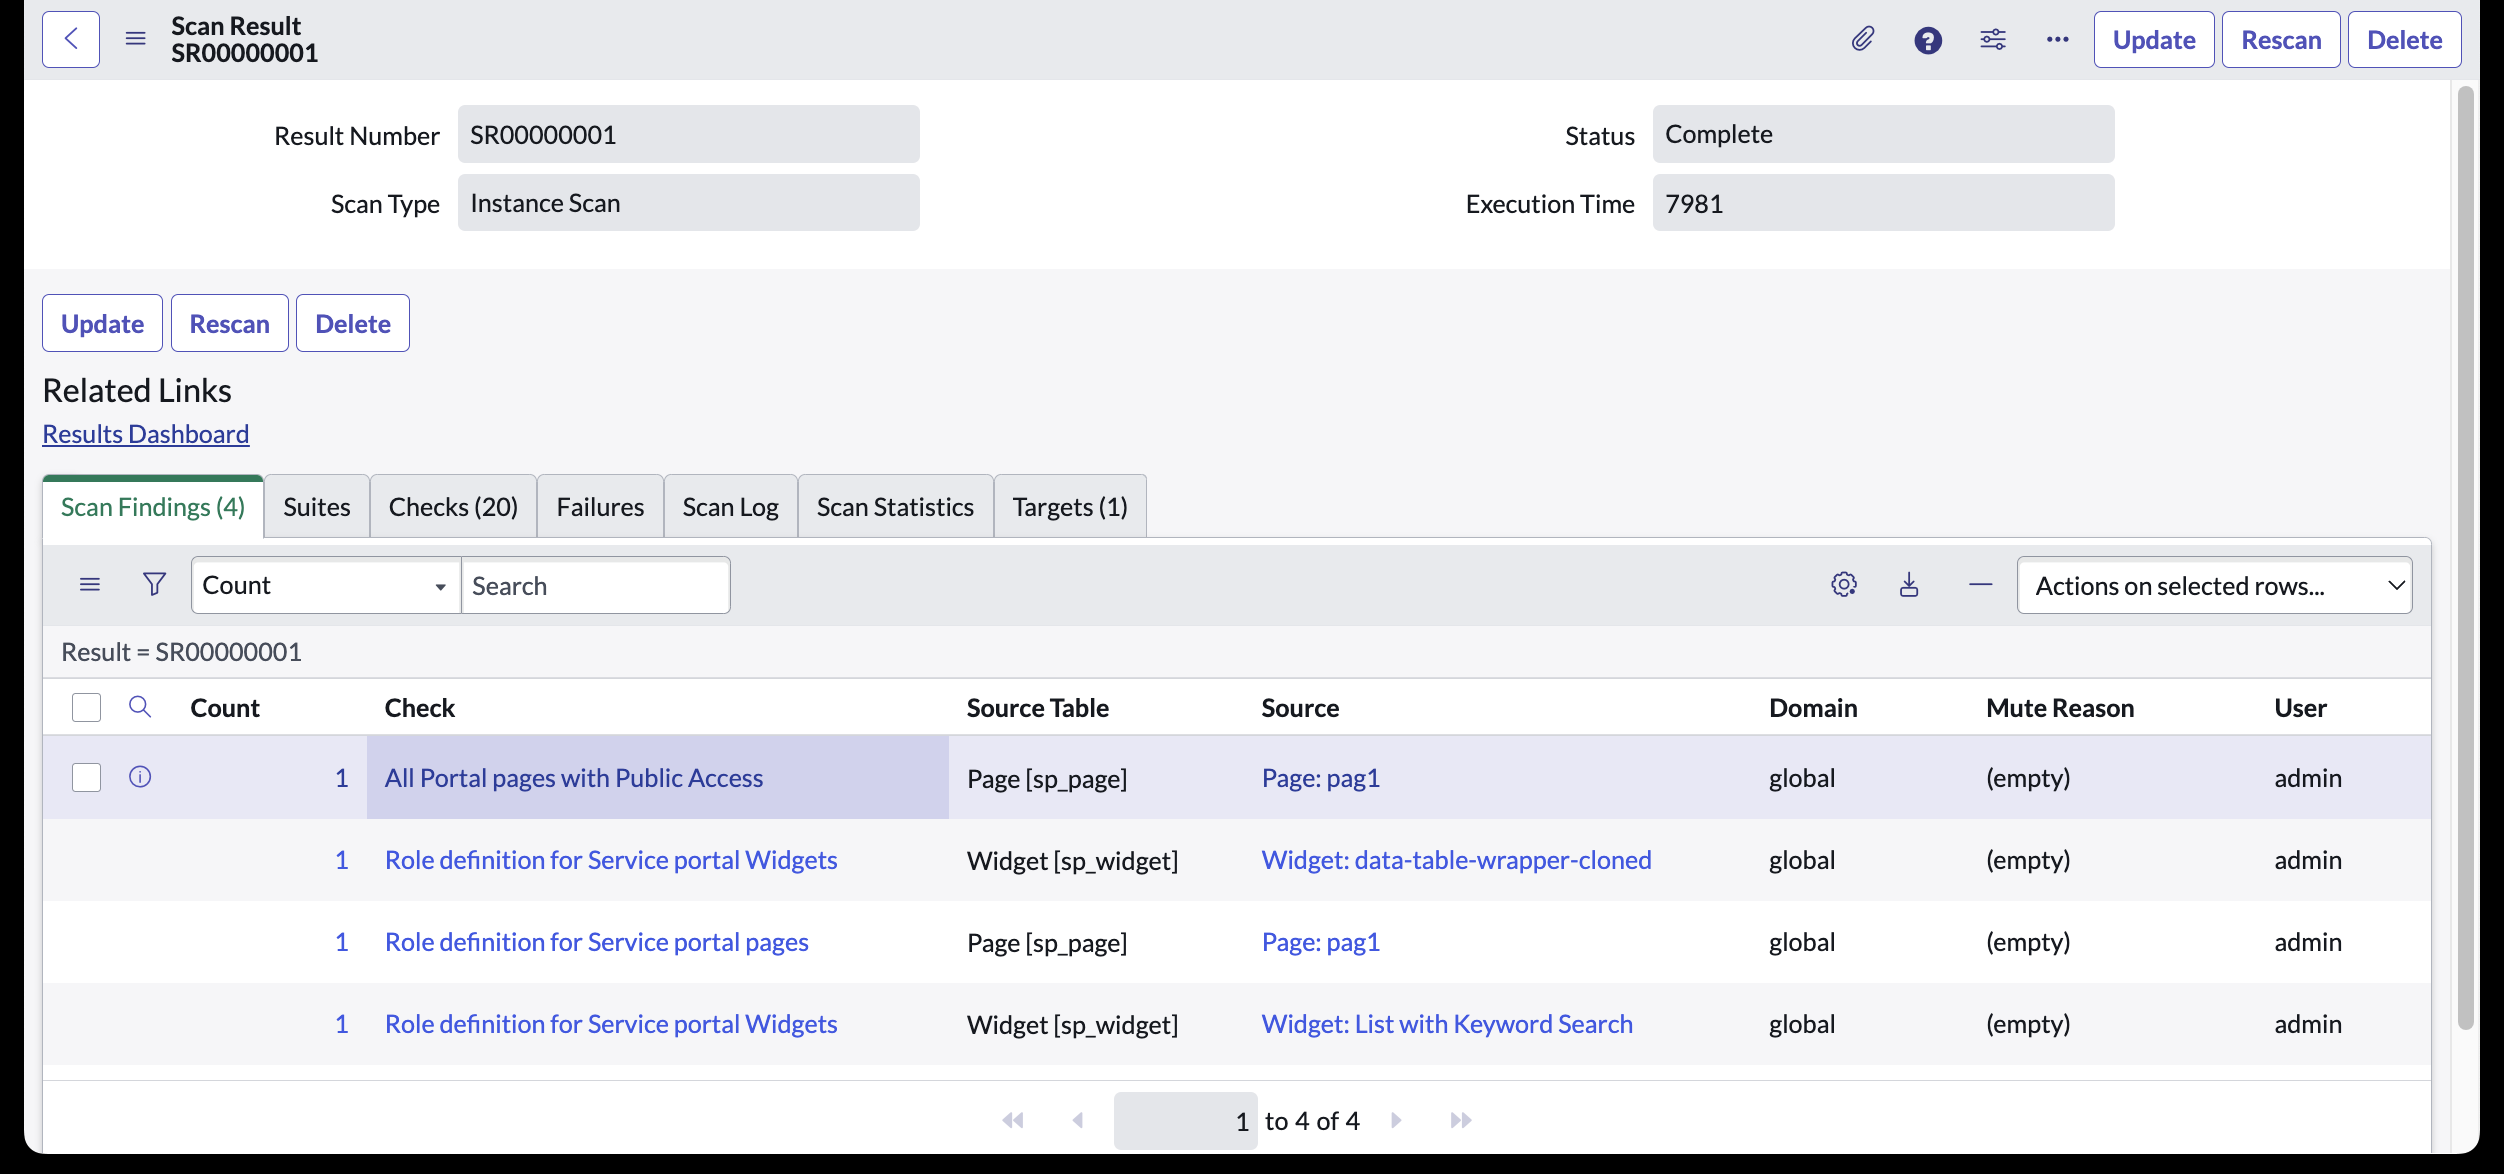 Scan Result
SR00000001
Update Rescan Delete
Result Number SR00000001 Status Complete
Scan Type Instance Scan Execution Time 7981
Update Rescan Delete
Related Links
Results Dashboard
Scan Findings (4) Suites Checks (20) Failures Scan Log Scan Statistics Targets (1)
Count Search Actions on selected rows...
Result = SR00000001
Count Check Source Table Source Domain Mute Reason User
1 All Portal pages with Public Access Page [sp_page] Page: pag1 global (empty) admin
1 Role definition for Service portal Widgets Widget [sp_widget] Widget: data-table-wrapper-cloned global (empty) admin
1 Role definition for Service portal pages Page [sp_page] Page: pag1 global (empty) admin
1 Role definition for Service portal Widgets Widget [sp_widget] Widget: List with Keyword Search global (empty) admin
1 to 4 of 4